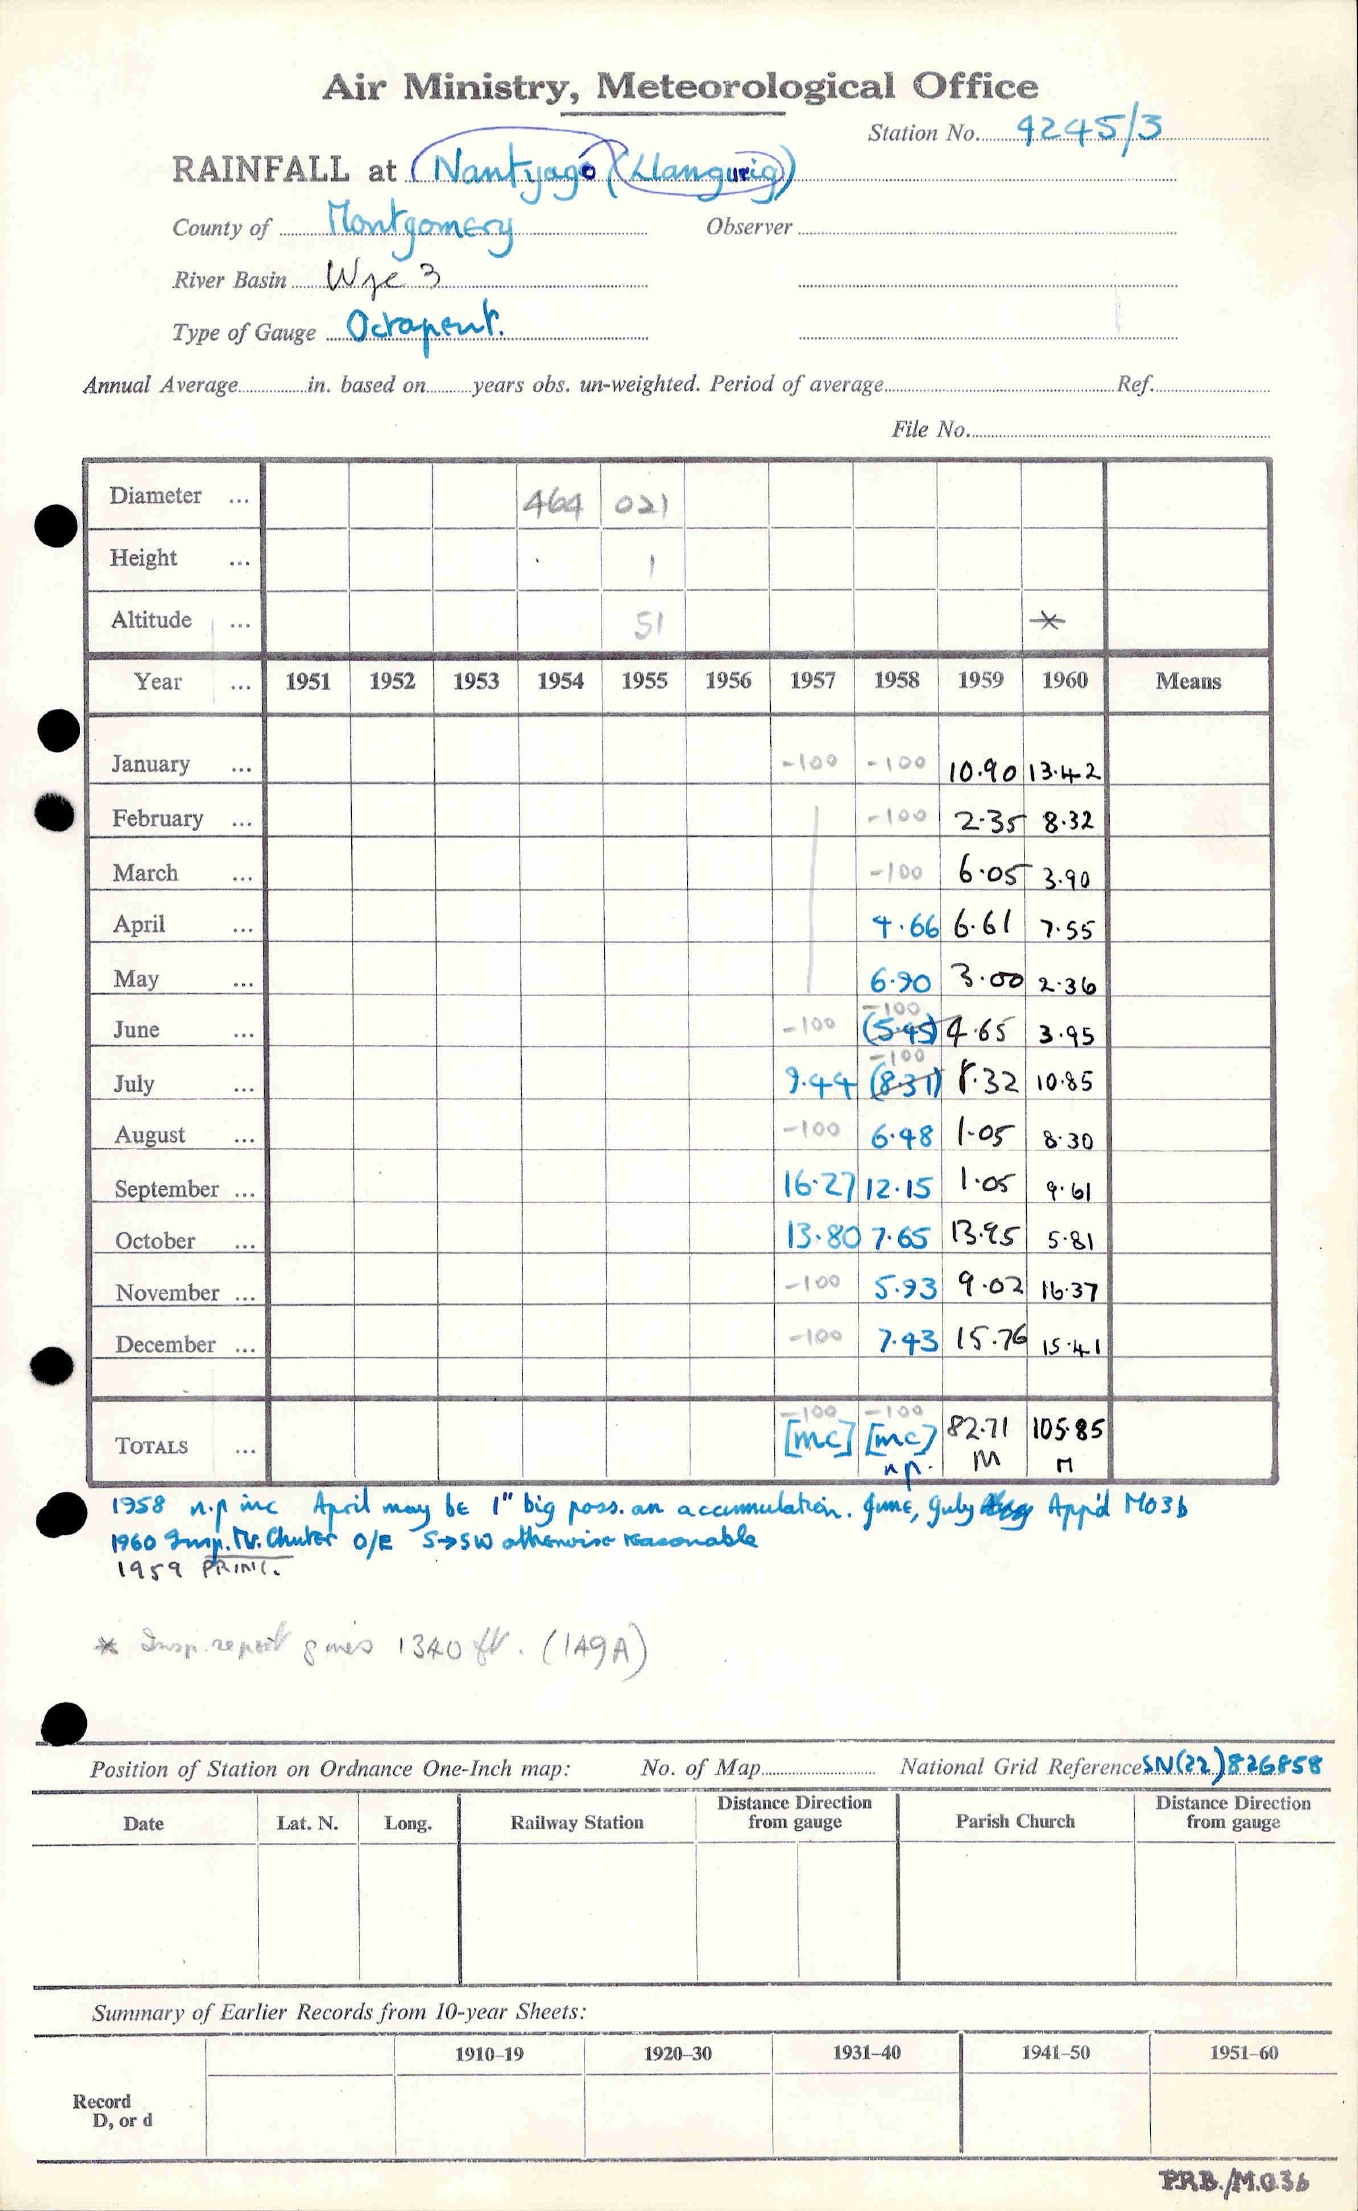 Air Ministry, Meteorological Office
Station No. 4245/3
RAINFALL at (Nantyago (Llangurig)
County of Montgomery Observer
River Basin Wye 3
Type of Gauge Octapent.
Annual Average in. based on years obs. un-weighted. Period of average Ref.
File No.
Diameter ... 464 021
Height ... 1
Altitude ... 51 *
Year ... 1951 1952 1953 1954 1955 1956 1957 1958 1959 1960 Means
January ... -100 -100 10.90 13.42
February ... -100 2.35 8.32
March ... -100 6.05 3.90
April ... 4.66 6.61 7.55
May ... 6.90 3.00 2.36
June ... -100 -100 (5.45) 4.65 3.95
July ... 9.44 -100 (8.31) 8.32 10.85
August ... -100 6.48 1.05 8.30
September ... 16.27 12.15 1.05 9.61
October ... 13.80 7.65 13.95 5.81
November ... -100 5.93 9.02 16.37
December ... -100 7.43 15.76 15.41
TOTALS ... -100 [mc] -100 [mc] n.p. 82.71 M 105.85 M
1958 n.p inc April may be 1" big poss. an accumulation. June, July App'd MO3b
1960 Insp. Mr. Chuter O/E S→SW otherwise reasonable
1959 PRINT.
* Insp. report gives 1340 ft. (149A)
Position of Station on Ordnance One-Inch map: No. of Map National Grid Reference SN(22)826858
Date Lat. N. Long. Railway Station Distance Direction from gauge Parish Church Distance Direction from gauge
Summary of Earlier Records from 10-year Sheets:
1910–19 1920–30 1931–40 1941–50 1951–60
Record
D, or d
P.R.B./M.O.3b